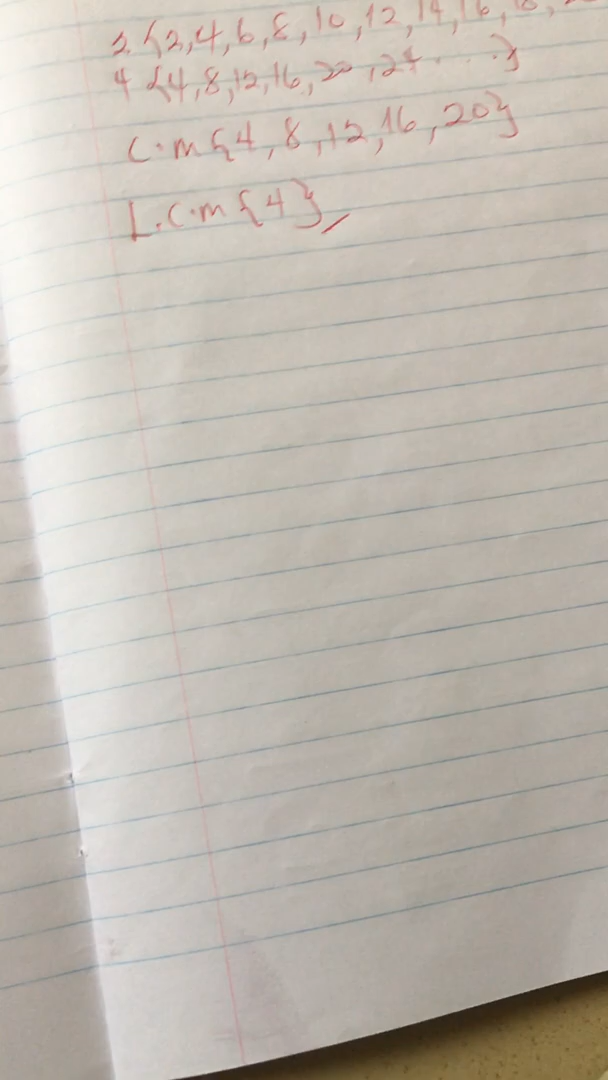 2 {2,4,6,8,10,12,14,16,18,
4 {4,8,12,16,20,24....}
C.m {4,8,12,16,20}
L.C.m {4}